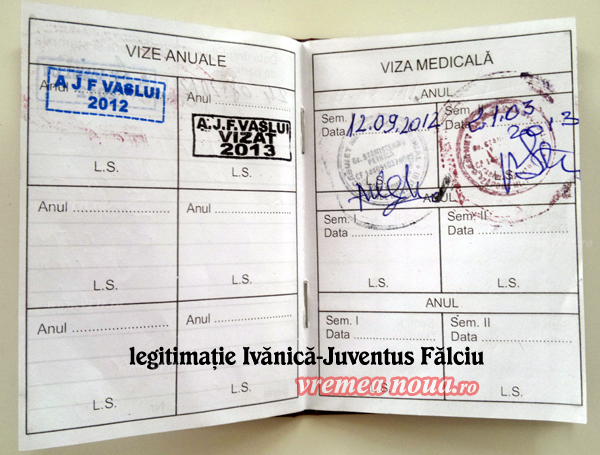 VIZE ANUALE
Anul
A J F VASLUI
2012
L.S.
Anul
A.J.F. VASLUI
VIZAT
2013
L.S.
Anul
L.S.
Anul
L.S.
Anul
L.S.
Anul
L.S.
VIZA MEDICALĂ
ANUL
Sem.
Data 12.09.2012
L.S.
Sem.
Data
L.S.
ANUL
Sem. I
Data
L.S.
Sem. II
Data
L.S.
ANUL
Sem. I
Data
L.S.
Sem. II
Data
L.S.
legitimație Ivănică-Juventus Fălciu
vremea noua.ro